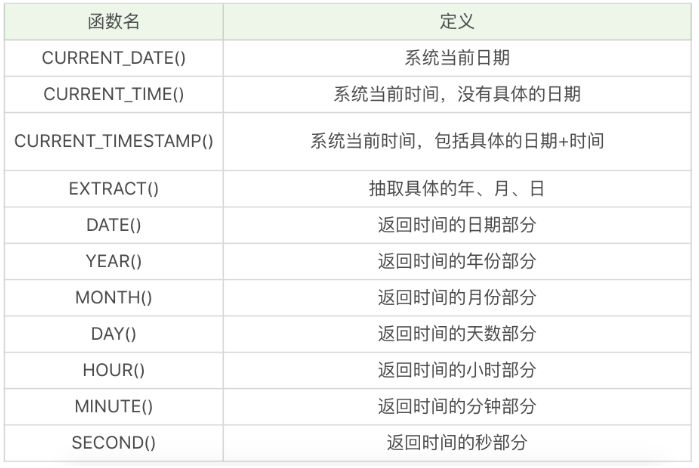 函数名 定义
CURRENT_DATE() 系统当前日期
CURRENT_TIME() 系统当前时间，没有具体的日期
CURRENT_TIMESTAMP() 系统当前时间，包括具体的日期+时间
EXTRACT() 抽取具体的年、月、日
DATE() 返回时间的日期部分
YEAR() 返回时间的年份部分
MONTH() 返回时间的月份部分
DAY() 返回时间的天数部分
HOUR() 返回时间的小时部分
MINUTE() 返回时间的分钟部分
SECOND() 返回时间的秒部分